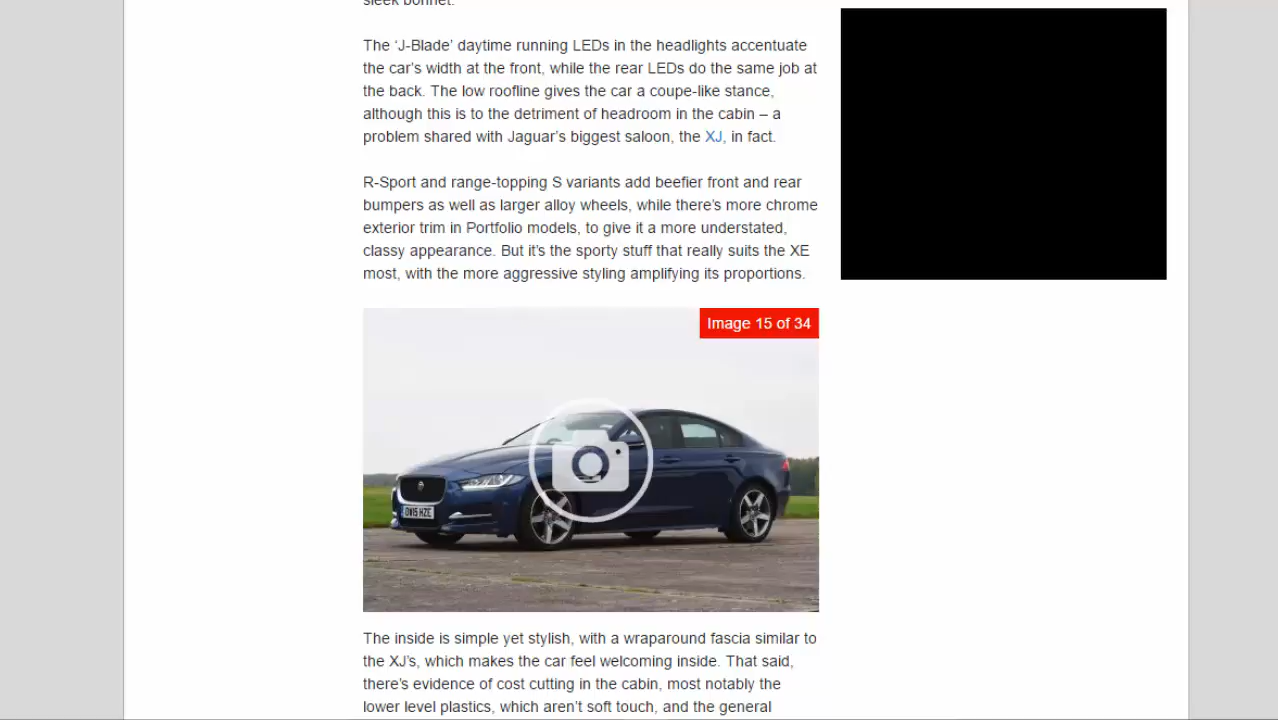 sleek bonnet.
The ‘J-Blade’ daytime running LEDs in the headlights accentuate
the car’s width at the front, while the rear LEDs do the same job at
the back. The low roofline gives the car a coupe-like stance,
although this is to the detriment of headroom in the cabin – a
problem shared with Jaguar’s biggest saloon, the XJ, in fact.
R-Sport and range-topping S variants add beefier front and rear
bumpers as well as larger alloy wheels, while there’s more chrome
exterior trim in Portfolio models, to give it a more understated,
classy appearance. But it’s the sporty stuff that really suits the XE
most, with the more aggressive styling amplifying its proportions.
Image 15 of 34
OW15 HZE
The inside is simple yet stylish, with a wraparound fascia similar to
the XJ’s, which makes the car feel welcoming inside. That said,
there’s evidence of cost cutting in the cabin, most notably the
lower level plastics, which aren’t soft touch, and the general